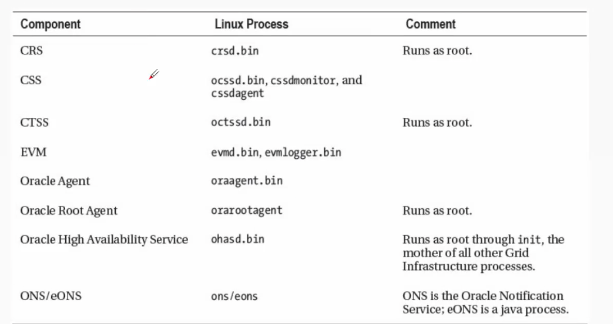 Component Linux Process Comment
CRS crsd.bin Runs as root.
CSS ocssd.bin, cssdmonitor, and
cssdagent
CTSS octssd.bin Runs as root.
EVM evmd.bin, evmlogger.bin
Oracle Agent oraagent.bin
Oracle Root Agent orarootagent Runs as root.
Oracle High Availability Service ohasd.bin Runs as root through init, the
mother of all other Grid
Infrastructure processes.
ONS/eONS ons/eons ONS is the Oracle Notification
Service; eONS is a java process.